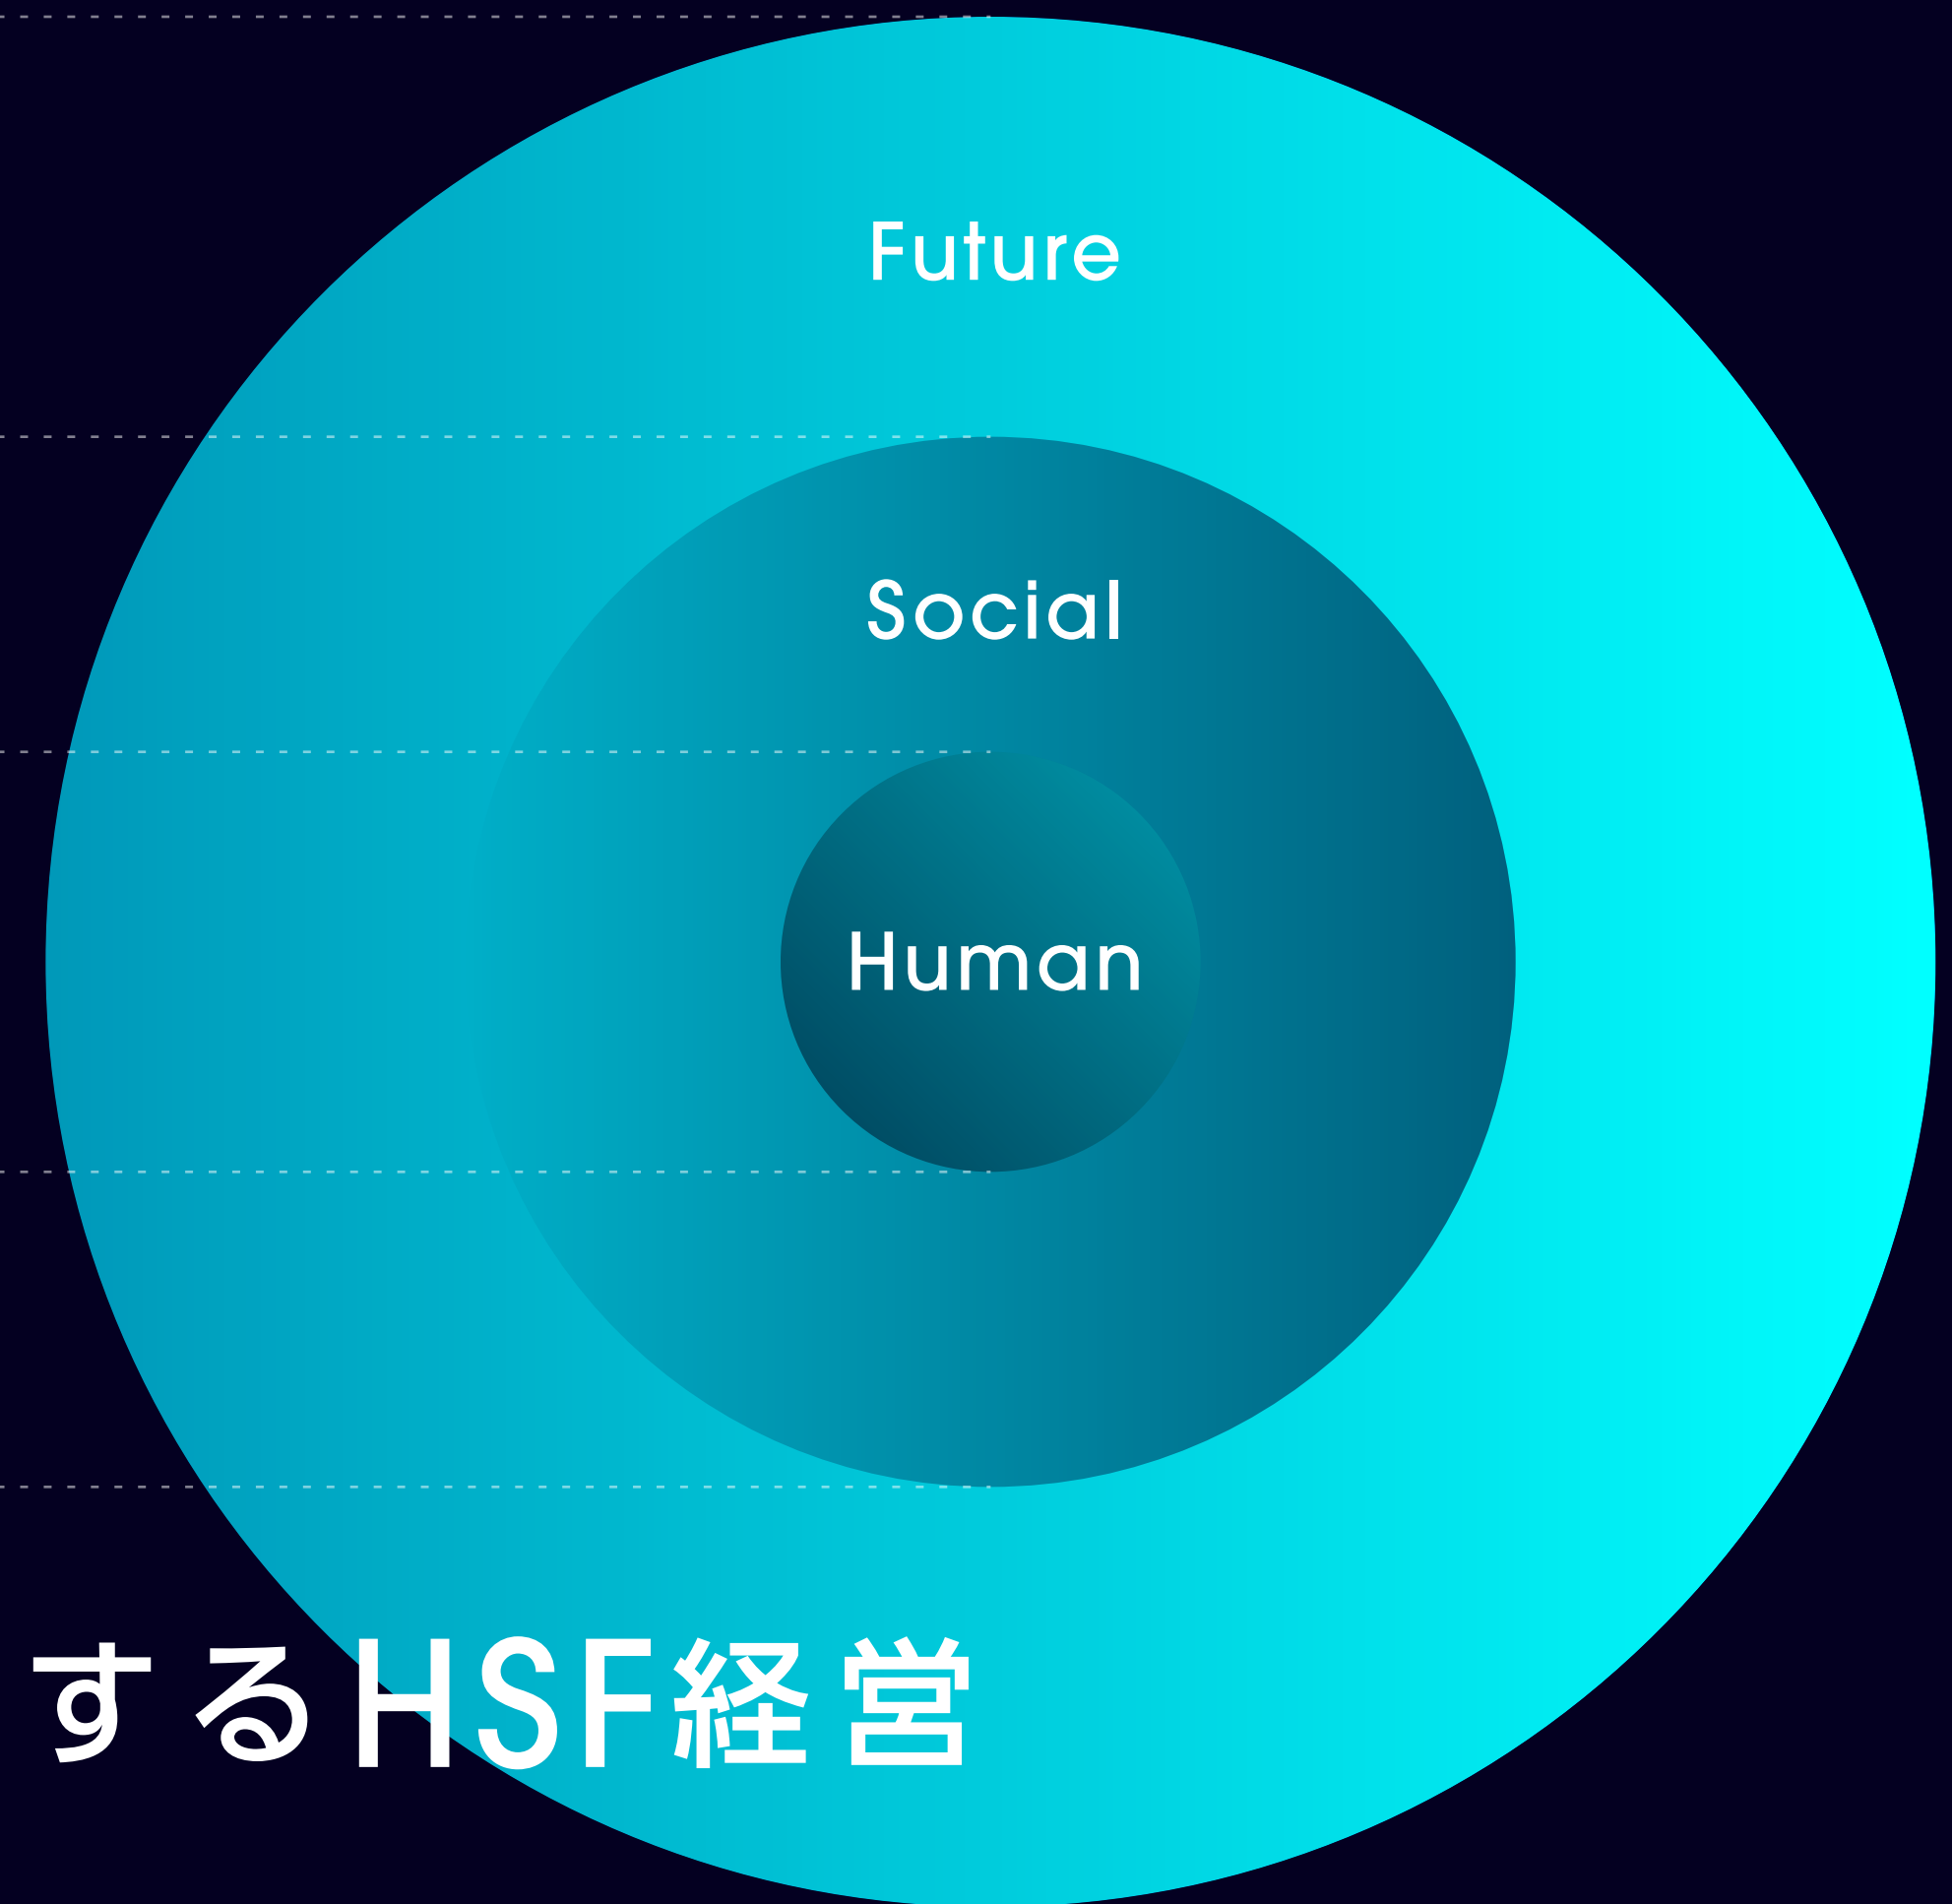 Future
Social
Human
するHSF経営